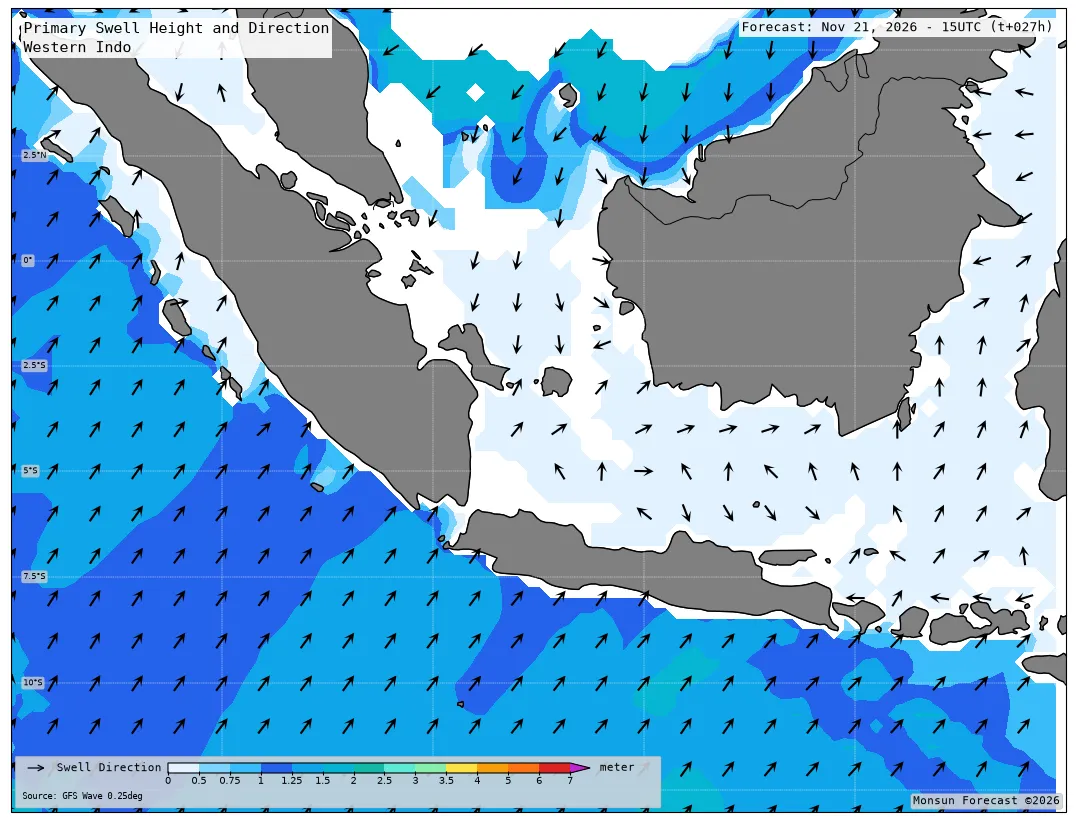 Primary Swell Height and Direction
Western Indo
Forecast: Nov 21, 2026 - 15UTC (t+027h)
2.5°N
0°
2.5°S
5°S
7.5°S
10°S
Swell Direction
meter
0 0.5 0.75 1 1.25 1.5 2 2.5 3 3.5 4 5 6 7
Source: GFS Wave 0.25deg
Monsun Forecast ©2026